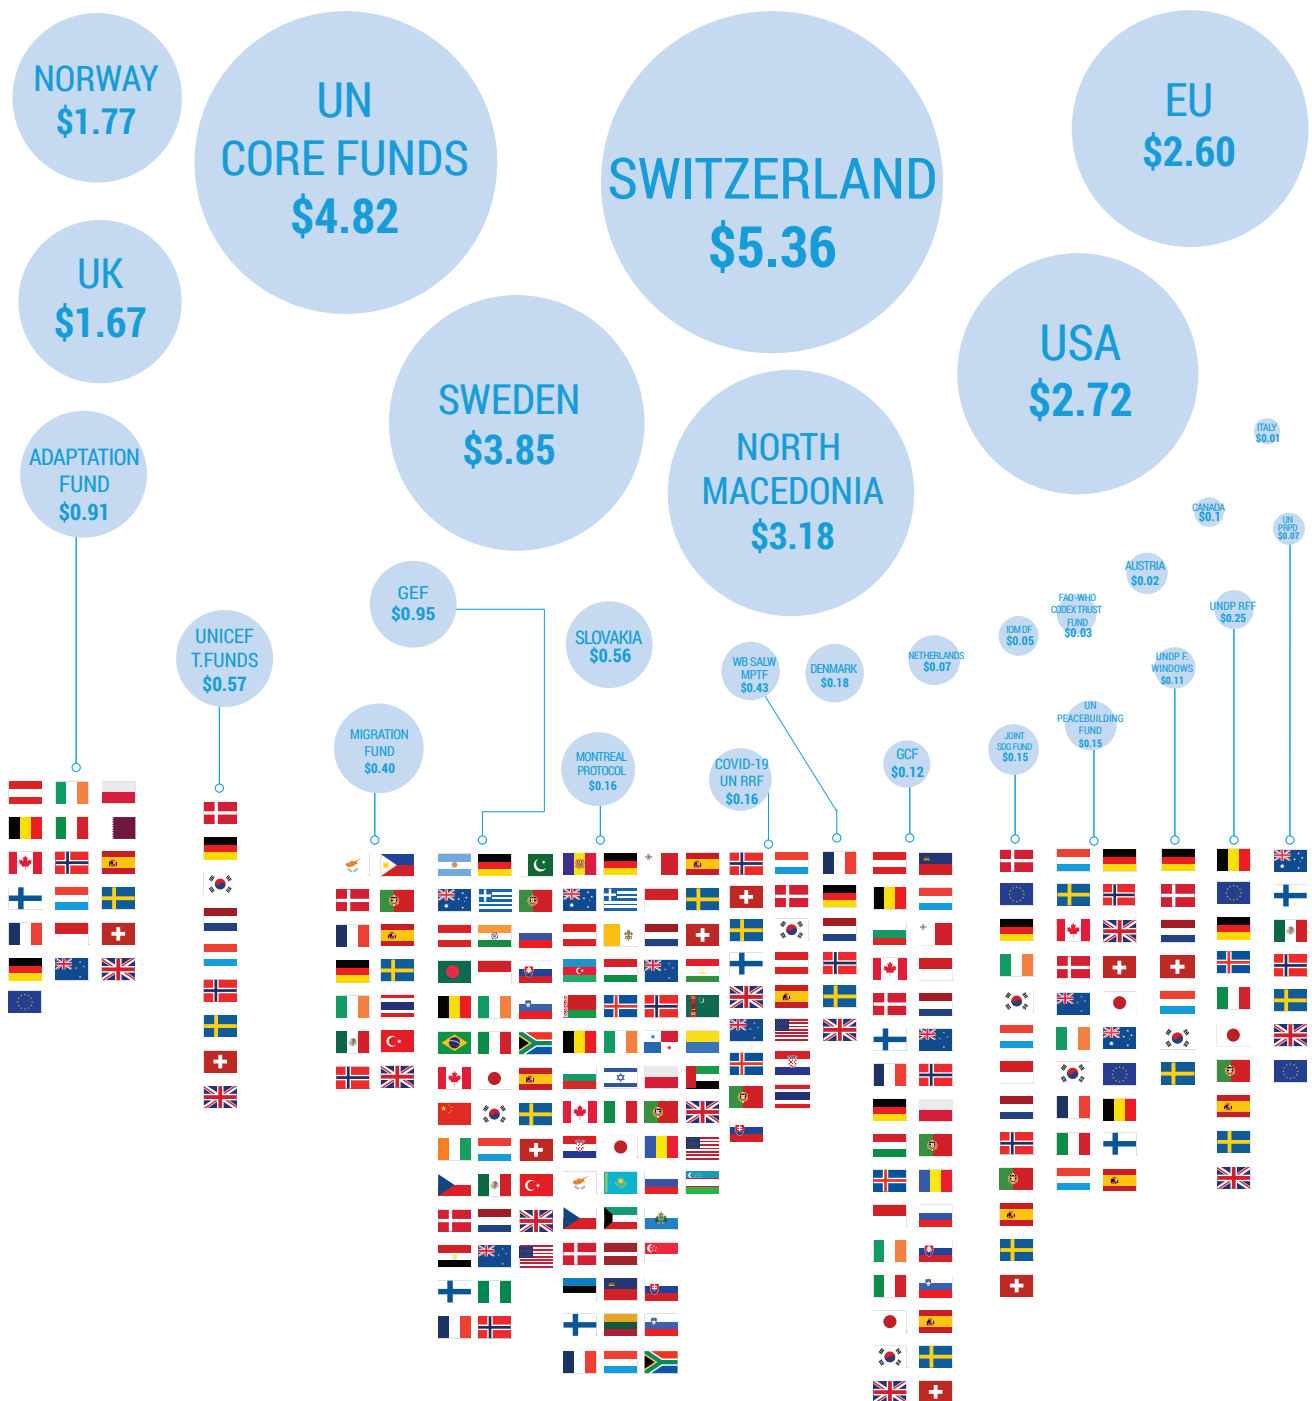 NORWAY
$1.77
UN
CORE FUNDS
$4.82
SWITZERLAND
$5.36
EU
$2.60
UK
$1.67
SWEDEN
$3.85
NORTH
MACEDONIA
$3.18
USA
$2.72
ITALY
$0.01
ADAPTATION
FUND
$0.91
CANADA
$0.1
UN
PRPD
$0.07
GEF
$0.95
AUSTRIA
$0.02
UNICEF
T.FUNDS
$0.57
SLOVAKIA
$0.56
WB SALW
MPTF
$0.43
DENMARK
$0.18
NETHERLANDS
$0.07
IOM DF
$0.05
FAO-WHO
CODEX TRUST
FUND
$0.03
UNDP F.
WINDOWS
$0.11
UNDP RFF
$0.25
MIGRATION
FUND
$0.40
MONTREAL
PROTOCOL
$0.16
COVID-19
UN RRF
$0.16
GCF
$0.12
JOINT
SDG FUND
$0.15
UN
PEACEBUILDING
FUND
$0.15